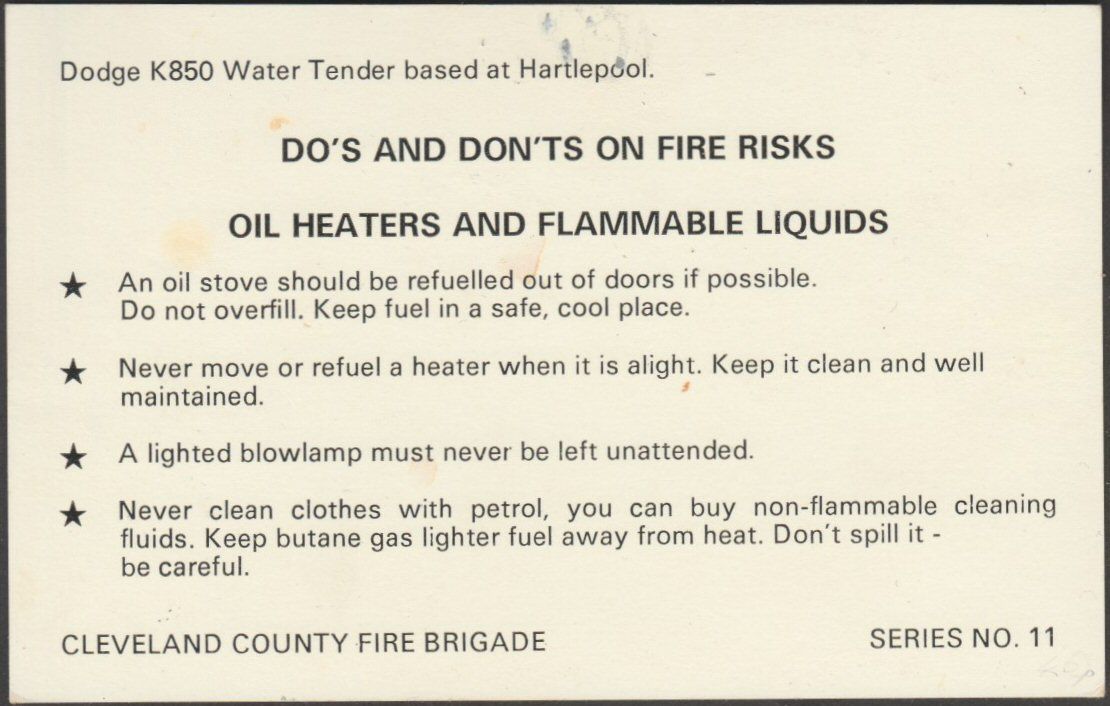 Dodge K850 Water Tender based at Hartlepool.
DO'S AND DON'TS ON FIRE RISKS
OIL HEATERS AND FLAMMABLE LIQUIDS
★ An oil stove should be refuelled out of doors if possible.
Do not overfill. Keep fuel in a safe, cool place.
★ Never move or refuel a heater when it is alight. Keep it clean and well
maintained.
★ A lighted blowlamp must never be left unattended.
★ Never clean clothes with petrol, you can buy non-flammable cleaning
fluids. Keep butane gas lighter fuel away from heat. Don't spill it -
be careful.
CLEVELAND COUNTY FIRE BRIGADE SERIES NO. 11